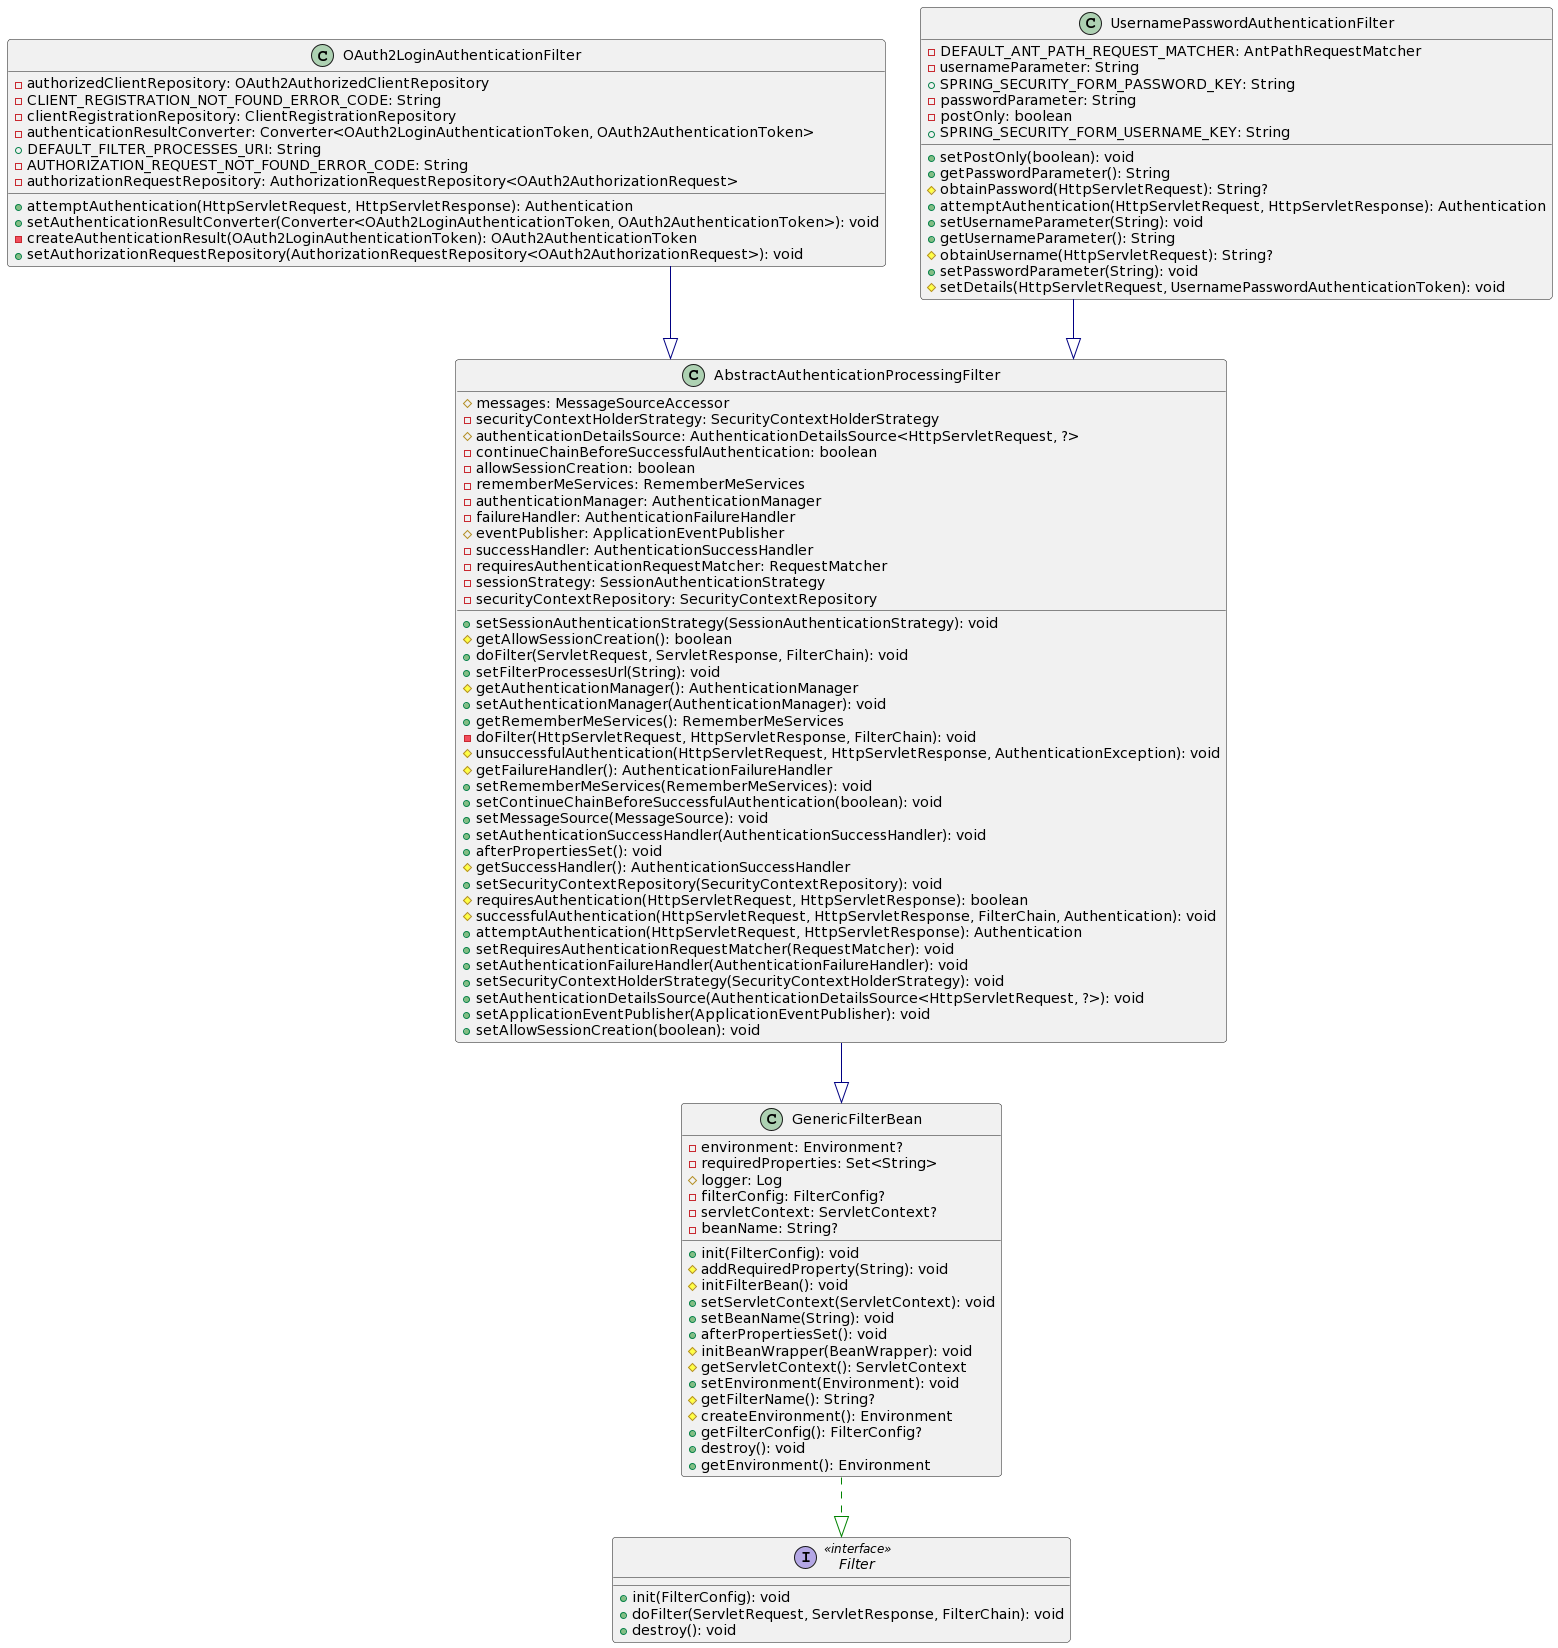 C OAuth2LoginAuthenticationFilter
authorizedClientRepository: OAuth2AuthorizedClientRepository
CLIENT_REGISTRATION_NOT_FOUND_ERROR_CODE: String
clientRegistrationRepository: ClientRegistrationRepository
authenticationResultConverter: Converter<OAuth2LoginAuthenticationToken, OAuth2AuthenticationToken>
DEFAULT_FILTER_PROCESSES_URI: String
AUTHORIZATION_REQUEST_NOT_FOUND_ERROR_CODE: String
authorizationRequestRepository: AuthorizationRequestRepository<OAuth2AuthorizationRequest>
attemptAuthentication(HttpServletRequest, HttpServletResponse): Authentication
setAuthenticationResultConverter(Converter<OAuth2LoginAuthenticationToken, OAuth2AuthenticationToken>): void
createAuthenticationResult(OAuth2LoginAuthenticationToken): OAuth2AuthenticationToken
setAuthorizationRequestRepository(AuthorizationRequestRepository<OAuth2AuthorizationRequest>): void
C UsernamePasswordAuthenticationFilter
DEFAULT_ANT_PATH_REQUEST_MATCHER: AntPathRequestMatcher
usernameParameter: String
SPRING_SECURITY_FORM_PASSWORD_KEY: String
passwordParameter: String
postOnly: boolean
SPRING_SECURITY_FORM_USERNAME_KEY: String
setPostOnly(boolean): void
getPasswordParameter(): String
obtainPassword(HttpServletRequest): String?
attemptAuthentication(HttpServletRequest, HttpServletResponse): Authentication
setUsernameParameter(String): void
getUsernameParameter(): String
obtainUsername(HttpServletRequest): String?
setPasswordParameter(String): void
setDetails(HttpServletRequest, UsernamePasswordAuthenticationToken): void
C AbstractAuthenticationProcessingFilter
messages: MessageSourceAccessor
securityContextHolderStrategy: SecurityContextHolderStrategy
authenticationDetailsSource: AuthenticationDetailsSource<HttpServletRequest, ?>
continueChainBeforeSuccessfulAuthentication: boolean
allowSessionCreation: boolean
rememberMeServices: RememberMeServices
authenticationManager: AuthenticationManager
failureHandler: AuthenticationFailureHandler
eventPublisher: ApplicationEventPublisher
successHandler: AuthenticationSuccessHandler
requiresAuthenticationRequestMatcher: RequestMatcher
sessionStrategy: SessionAuthenticationStrategy
securityContextRepository: SecurityContextRepository
setSessionAuthenticationStrategy(SessionAuthenticationStrategy): void
getAllowSessionCreation(): boolean
doFilter(ServletRequest, ServletResponse, FilterChain): void
setFilterProcessesUrl(String): void
getAuthenticationManager(): AuthenticationManager
setAuthenticationManager(AuthenticationManager): void
getRememberMeServices(): RememberMeServices
doFilter(HttpServletRequest, HttpServletResponse, FilterChain): void
unsuccessfulAuthentication(HttpServletRequest, HttpServletResponse, AuthenticationException): void
getFailureHandler(): AuthenticationFailureHandler
setRememberMeServices(RememberMeServices): void
setContinueChainBeforeSuccessfulAuthentication(boolean): void
setMessageSource(MessageSource): void
setAuthenticationSuccessHandler(AuthenticationSuccessHandler): void
afterPropertiesSet(): void
getSuccessHandler(): AuthenticationSuccessHandler
setSecurityContextRepository(SecurityContextRepository): void
requiresAuthentication(HttpServletRequest, HttpServletResponse): boolean
successfulAuthentication(HttpServletRequest, HttpServletResponse, FilterChain, Authentication): void
attemptAuthentication(HttpServletRequest, HttpServletResponse): Authentication
setRequiresAuthenticationRequestMatcher(RequestMatcher): void
setAuthenticationFailureHandler(AuthenticationFailureHandler): void
setSecurityContextHolderStrategy(SecurityContextHolderStrategy): void
setAuthenticationDetailsSource(AuthenticationDetailsSource<HttpServletRequest, ?>): void
setApplicationEventPublisher(ApplicationEventPublisher): void
setAllowSessionCreation(boolean): void
C GenericFilterBean
environment: Environment?
requiredProperties: Set<String>
logger: Log
filterConfig: FilterConfig?
servletContext: ServletContext?
beanName: String?
init(FilterConfig): void
addRequiredProperty(String): void
initFilterBean(): void
setServletContext(ServletContext): void
setBeanName(String): void
afterPropertiesSet(): void
initBeanWrapper(BeanWrapper): void
getServletContext(): ServletContext
setEnvironment(Environment): void
getFilterName(): String?
createEnvironment(): Environment
getFilterConfig(): FilterConfig?
destroy(): void
getEnvironment(): Environment
«interface»
I Filter
init(FilterConfig): void
doFilter(ServletRequest, ServletResponse, FilterChain): void
destroy(): void